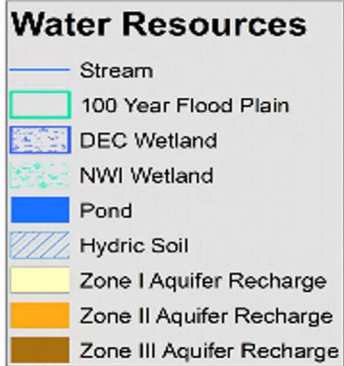 Water Resources
Stream
100 Year Flood Plain
DEC Wetland
NWI Wetland
Pond
Hydric Soil
Zone I Aquifer Recharge
Zone II Aquifer Recharge
Zone III Aquifer Recharge